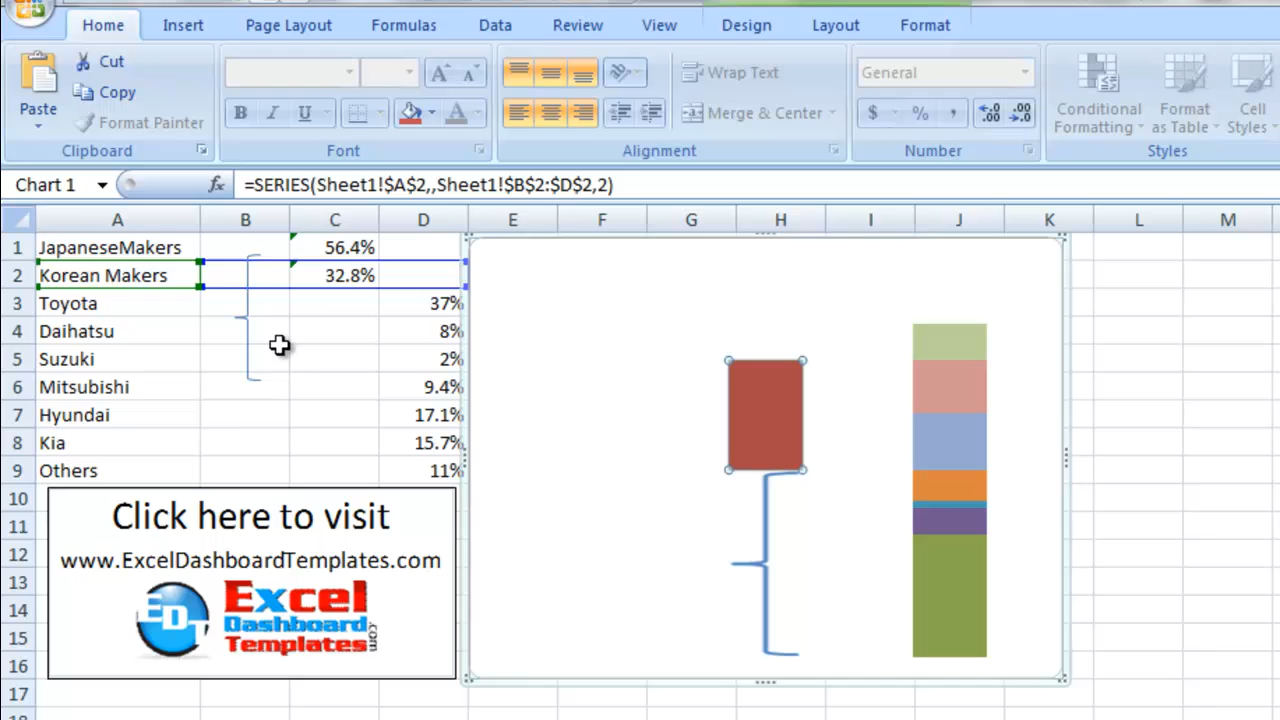 Home Insert Page Layout Formulas Data Review View Design Layout Format
Paste
Cut
Copy
Format Painter
B I U
A A
A
Wrap Text
Merge & Center
General
$ % ,
Conditional Formatting
Format as Table
Cell Styles
Clipboard Font Alignment Number Styles
Chart 1 fx =SERIES(Sheet1!$A$2,,Sheet1!$B$2:$D$2,2)
A B C D E F G H I J K L M
1 JapaneseMakers 56.4%
2 Korean Makers 32.8%
3 Toyota 37%
4 Daihatsu 8%
5 Suzuki 2%
6 Mitsubishi 9.4%
7 Hyundai 17.1%
8 Kia 15.7%
9 Others 11%
10
11
12
13
14
15
16
17
Click here to visit
www.ExcelDashboardTemplates.com
EDT
Excel
Dashboard
Templates.com